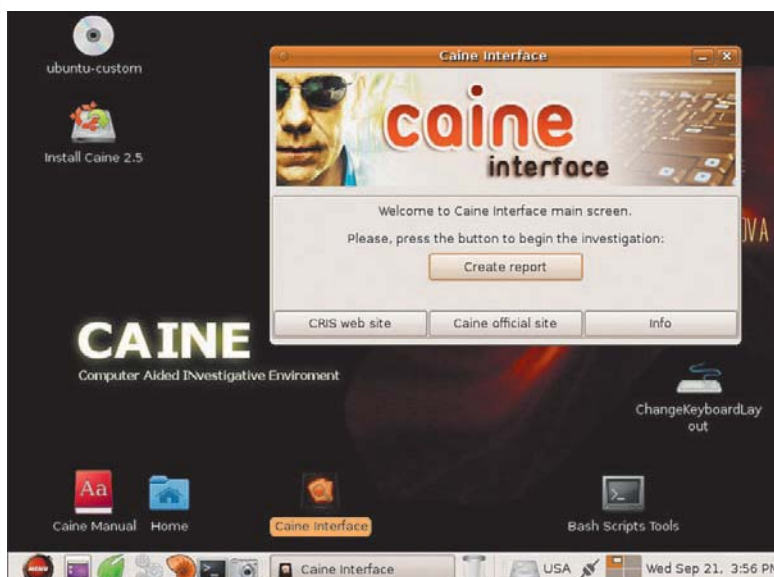 ubuntu-custom
Install Caine 2.5
Caine Interface
caine
interface
Welcome to Caine Interface main screen.
Please, press the button to begin the investigation:
Create report
CRIS web site
Caine official site
Info
OVA
CAINE
Computer Aided INvestigative Enviroment
ChangeKeyboardLay
out
Aa
Caine Manual
Home
Caine Interface
Bash Scripts Tools
MENU
Caine Interface
USA
Wed Sep 21, 3:56 PM